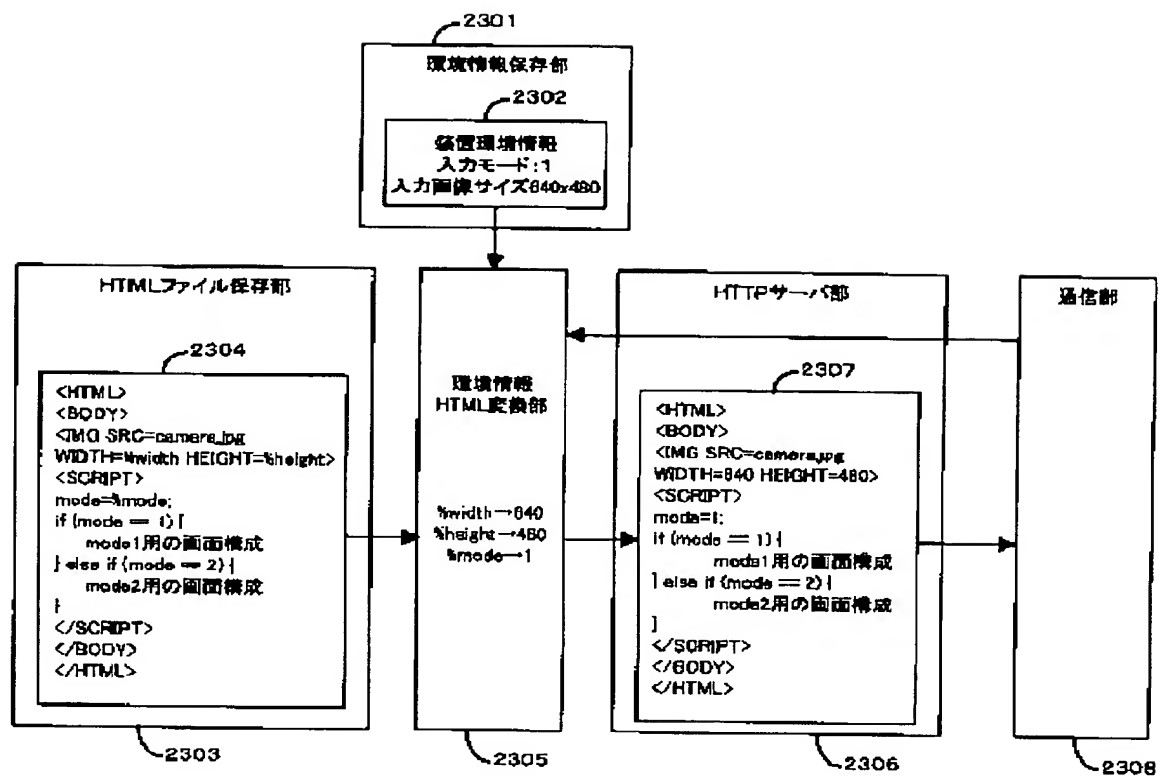 2301
環境情報保存部
2302
装置環境情報
入力モード:1
入力画像サイズ640x480
HTMLファイル保存部
2304
<HTML>
<BODY>
<IMG SRC=camera.jpg
WIDTH=%width HEIGHT=%height>
<SCRIPT>
mode=%mode;
if (mode == 1) {
mode1用の画面構成
} else if (mode == 2) {
mode2用の画面構成
}
</SCRIPT>
</BODY>
</HTML>
2303
環境情報
HTML変換部
%width→640
%height→480
%mode→1
2305
HTTPサーバ部
2307
<HTML>
<BODY>
<IMG SRC=camera.jpg
WIDTH=640 HEIGHT=480>
<SCRIPT>
mode=1;
if (mode == 1) {
mode1用の画面構成
} else if (mode == 2) {
mode2用の画面構成
}
</SCRIPT>
</BODY>
</HTML>
2306
通信部
2308